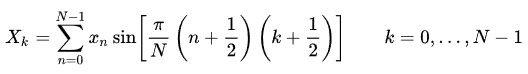 $X_k = \sum_{n=0}^{N-1} x_n \sin\left[\frac{\pi}{N}\left(n+\frac{1}{2}\right)\left(k+\frac{1}{2}\right)\right] \qquad k = 0, \ldots, N-1$